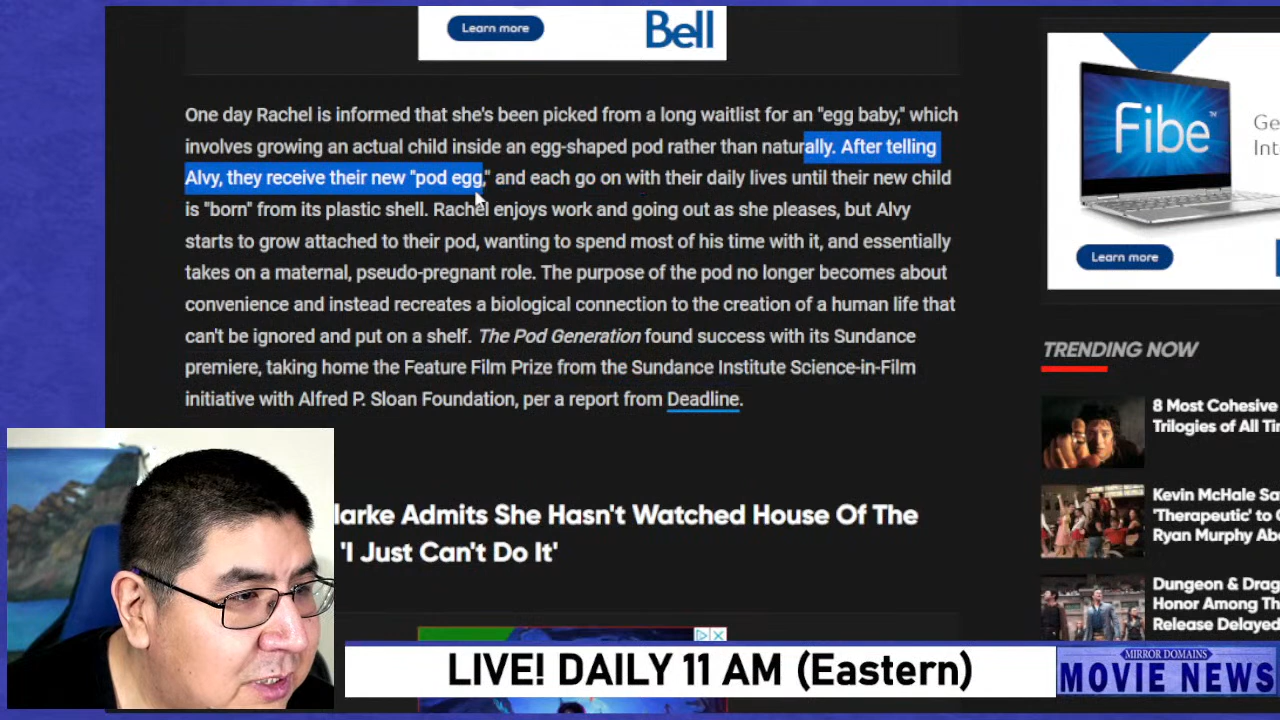 Learn more
Bell
One day Rachel is informed that she's been picked from a long waitlist for an "egg baby," which
involves growing an actual child inside an egg-shaped pod rather than naturally. After telling
Alvy, they receive their new "pod egg," and each go on with their daily lives until their new child
is "born" from its plastic shell. Rachel enjoys work and going out as she pleases, but Alvy
starts to grow attached to their pod, wanting to spend most of his time with it, and essentially
takes on a maternal, pseudo-pregnant role. The purpose of the pod no longer becomes about
convenience and instead recreates a biological connection to the creation of a human life that
can't be ignored and put on a shelf. The Pod Generation found success with its Sundance
premiere, taking home the Feature Film Prize from the Sundance Institute Science-in-Film
initiative with Alfred P. Sloan Foundation, per a report from Deadline.
larke Admits She Hasn't Watched House Of The
'I Just Can't Do It'
Fibe™
Ge
Int
Learn more
TRENDING NOW
8 Most Cohesive
Trilogies of All Tir
Kevin McHale Sa
'Therapeutic' to
Ryan Murphy Ab
Dungeon & Drag
Honor Among Th
Release Delayed
LIVE! DAILY 11 AM (Eastern)
MIRROR DOMAINS
MOVIE NEWS